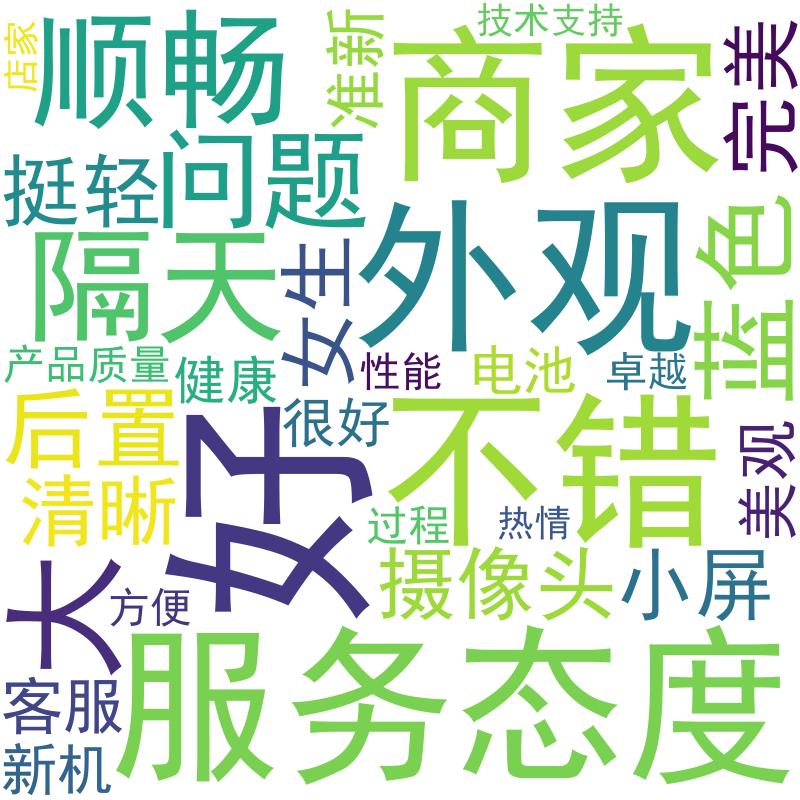 店家
顺畅
准新
技术支持
商家
完美
挺轻
问题
隔天
女生
外观
蓝色
产品质量
健康
性能
电池
卓越
后置
很好
不错
美观
清晰
好
过程
热情
大
方便
摄像头
小屏
客服
服务态度
新机